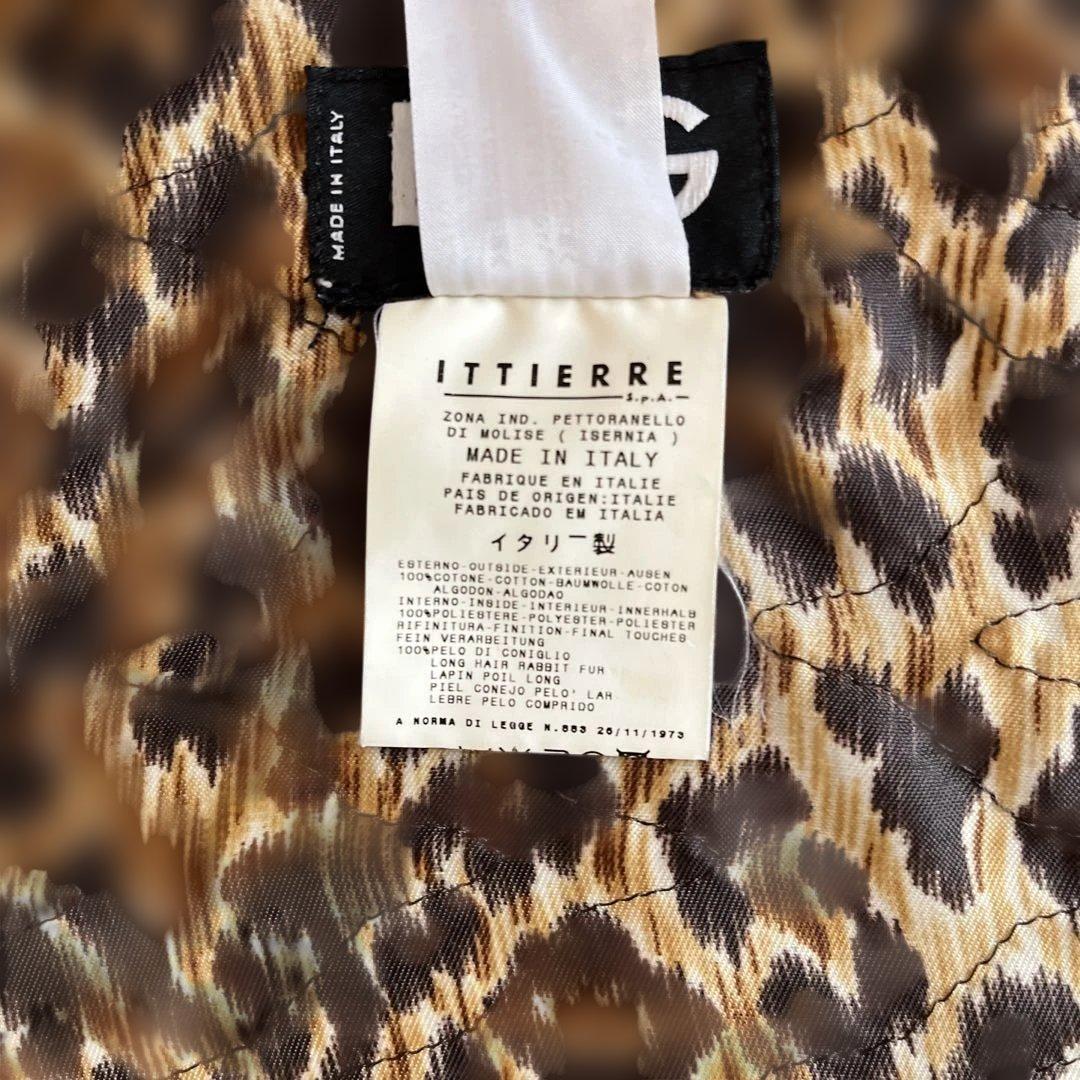 MADE IN ITALY
G
ITTIERRE
S.p.A.
ZONA IND. PETTORANELLO
DI MOLISE ( ISERNIA )
MADE IN ITALY
FABRIQUE EN ITALIE
PAIS DE ORIGEN:ITALIE
FABRICADO EM ITALIA
イタリー製
ESTERNO-OUTSIDE-EXTERIEUR-AUSEN
100%COTONE-COTTON-BAUMWOLLE-COTON
ALGODON-ALGODAO
INTERNO-INSIDE-INTERIEUR-INNERHALB
100%POLIESTERE-POLYESTER-POLIESTER
RIFINITURA-FINITION-FINAL TOUCHES
FEIN VERARBEITUNG
100%PELO DI CONIGLIO
LONG HAIR RABBIT FUR
LAPIN POIL LONG
PIEL CONEJO PELO' LAR
LEBRE PELO COMPRIDO
A NORMA DI LEGGE N.883 26/11/1973